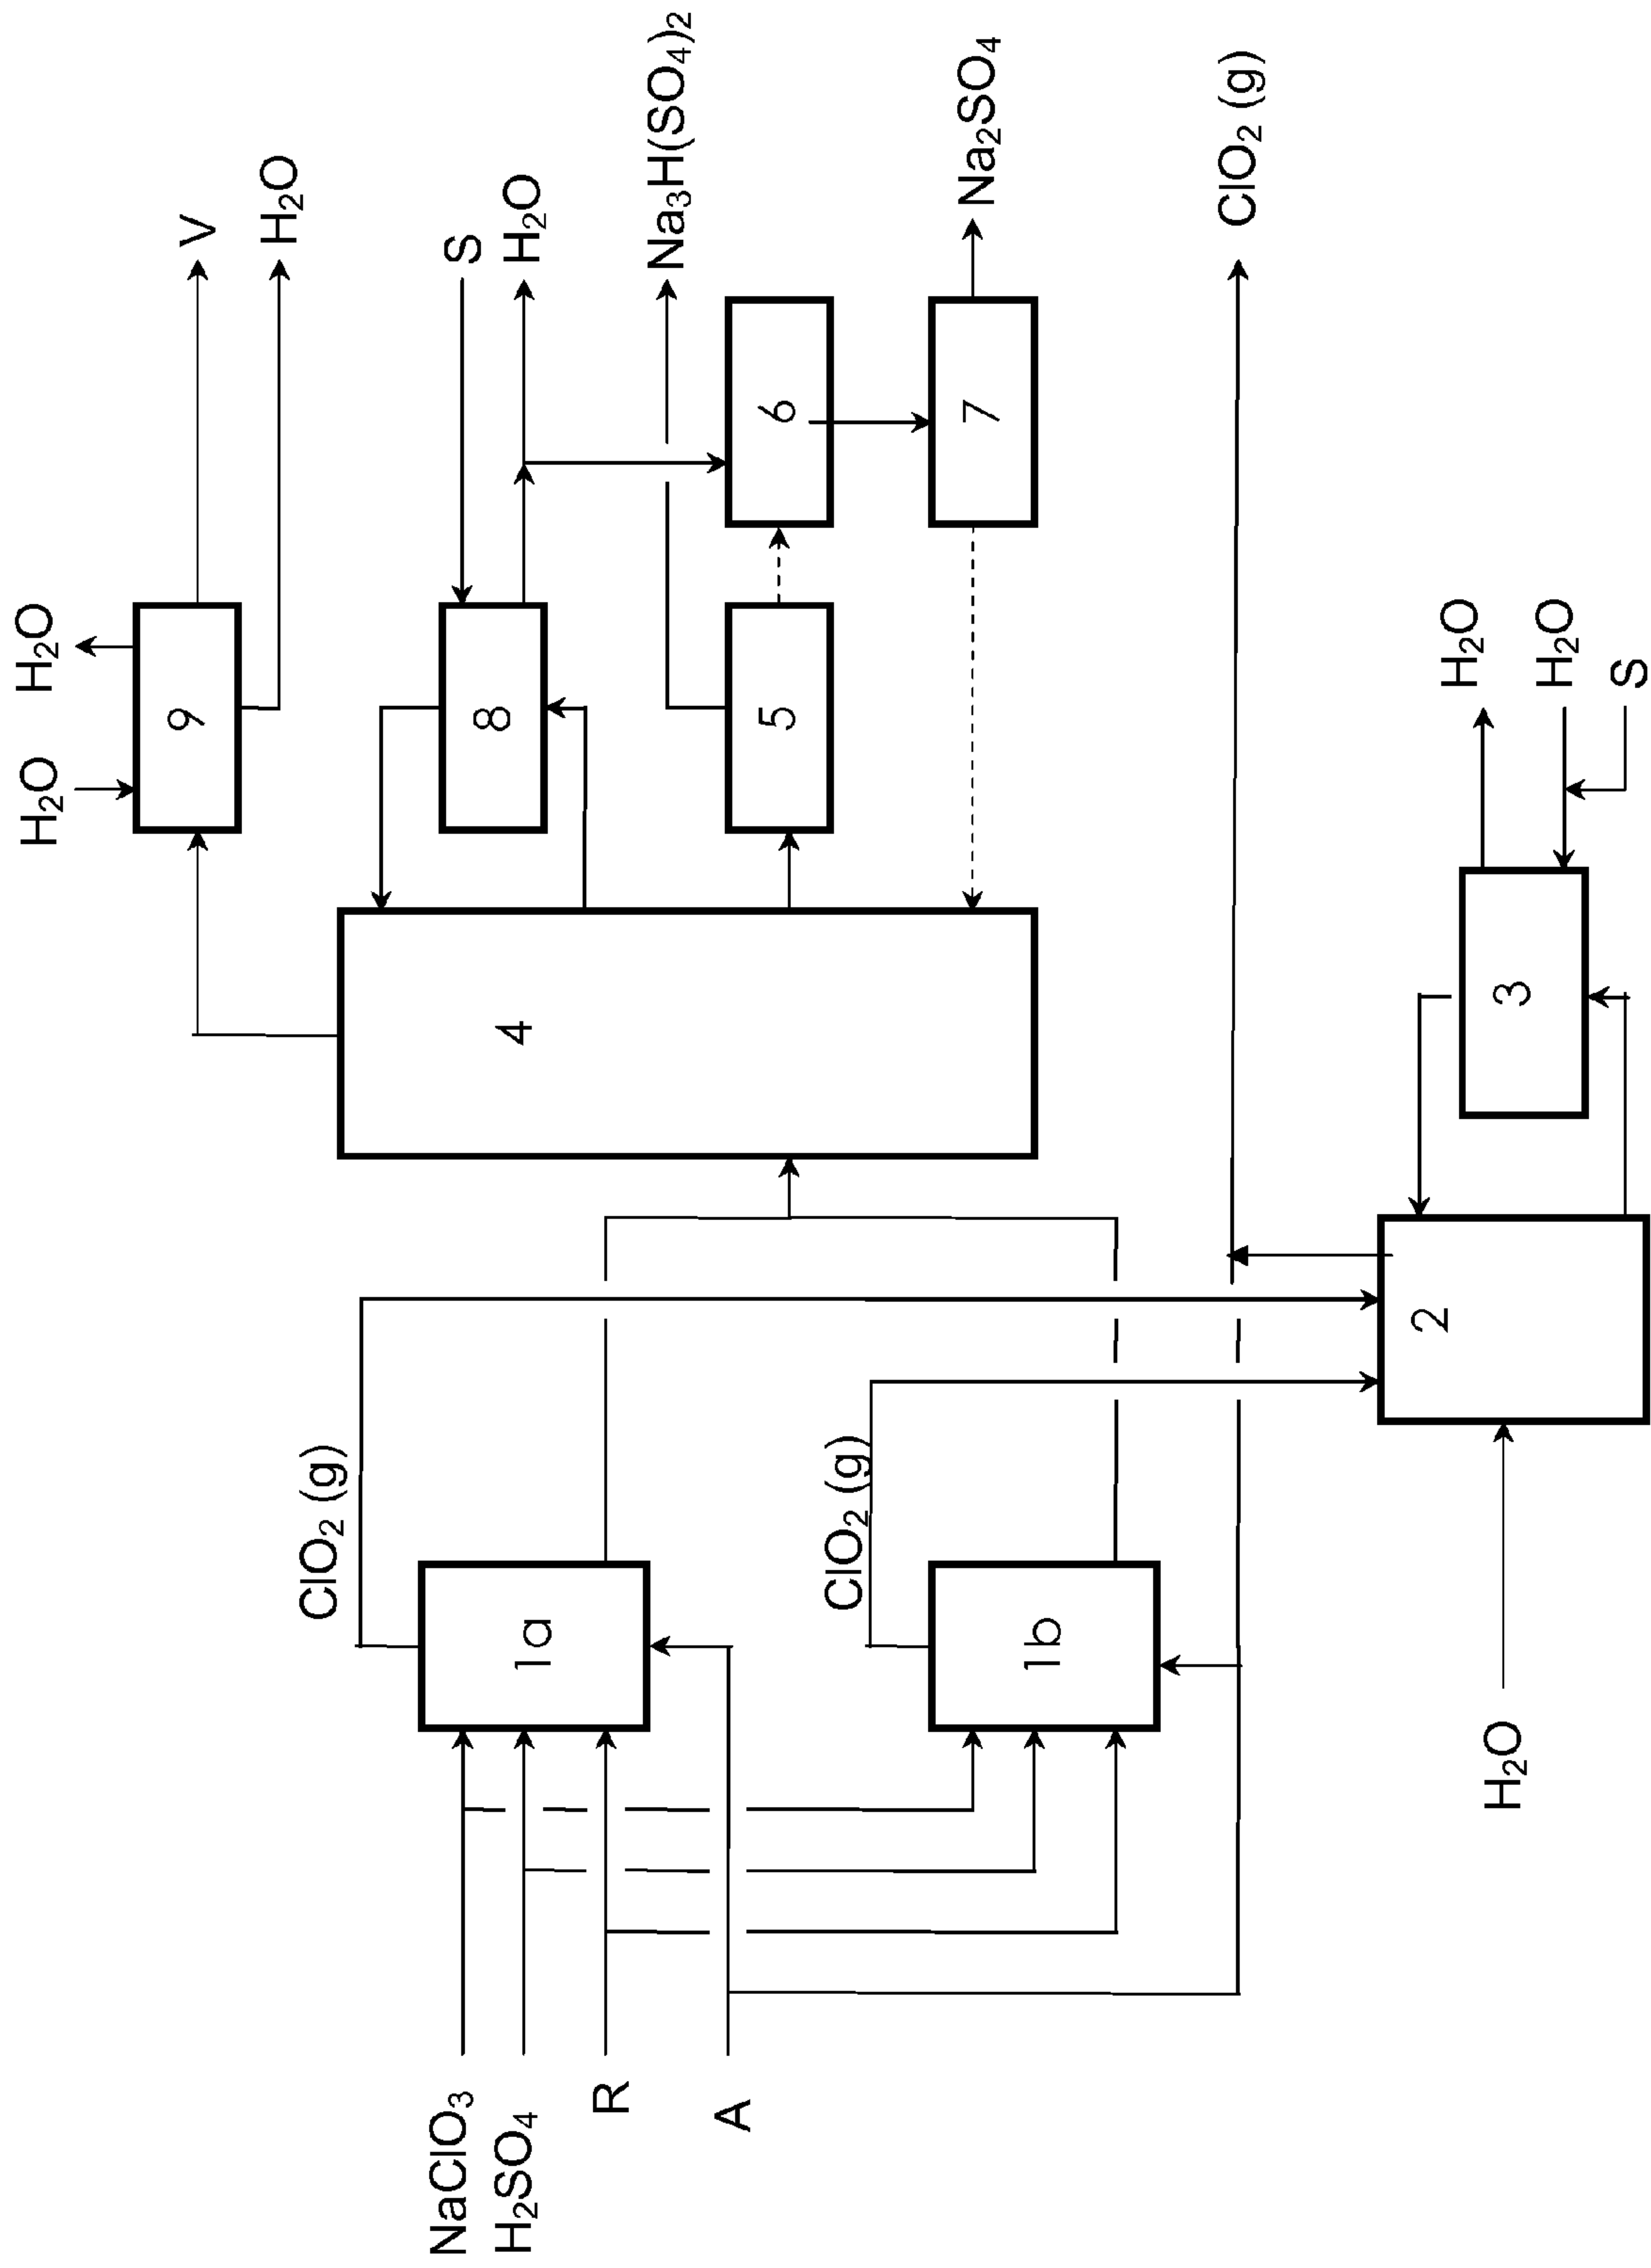 H₂O
H₂O
V
H₂O
9
S
H₂O
8
Na₃H(SO₄)₂
5
6
7
Na₂SO₄
4
ClO₂ (g)
ClO₂ (g)
NaClO₃
H₂SO₄
R
A
1a
1b
ClO₂ (g)
H₂O
2
3
H₂O
H₂O
S